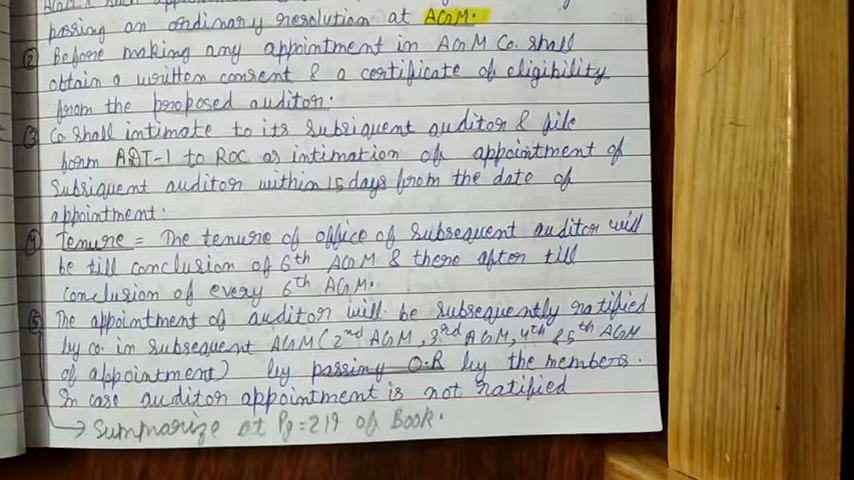 passing an ordinary resolution at AGM.
② Before making any appointment in AGM Co. shall
obtain a written consent & a certificate of eligibility
from the proposed auditor.
③ Co shall intimate to its subsiquent auditor & file
form ADT-1 to ROC as intimation of appointment of
subsiquent auditor within 15 days from the date of
appointment.
④ Tenure = The tenure of office of subsequent auditor will
be till conclusion of 6th AGM & there after till
conclusion of every 6th AGM.
⑤ The appointment of auditor will be subsequently ratified
by co. in subsequent AGM (2nd AGM, 3rd AGM, 4th & 5th AGM
of appointment) by passing O.R by the members.
In case auditor appointment is not ratified
→ Summarize at Pg = 219 of Book.